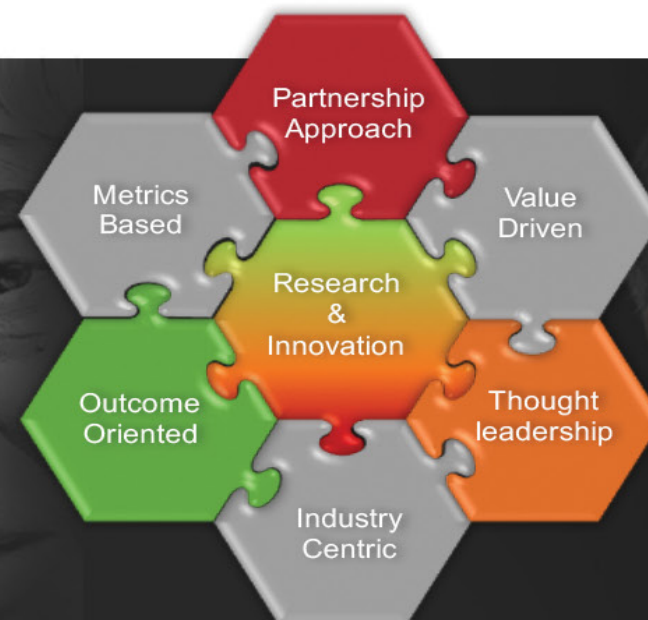 Partnership
Approach
Metrics
Based
Value
Driven
Research
&
Innovation
Outcome
Oriented
Thought
leadership
Industry
Centric